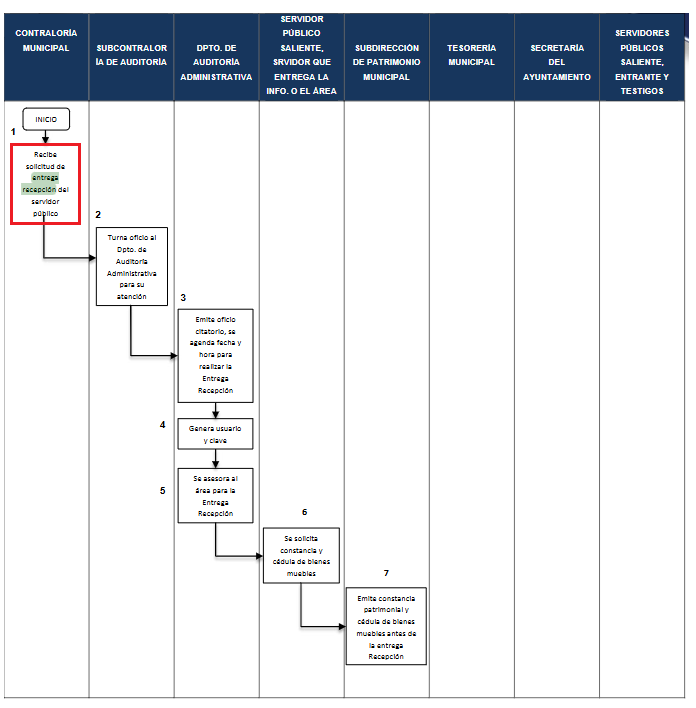 CONTRALORÍA
MUNICIPAL
SUBCONTRALOR
ÍA DE AUDITORÍA
DPTO. DE
AUDITORÍA
ADMINISTRATIVA
SERVIDOR
PÚBLICO
SALIENTE,
SRVIDOR QUE
ENTREGA LA
INFO. O EL ÁREA
SUBDIRECCIÓN
DE PATRIMONIO
MUNICIPAL
TESORERÍA
MUNICIPAL
SECRETARÍA
DEL
AYUNTAMIENTO
SERVIDORES
PÚBLICOS
SALIENTE,
ENTRANTE Y
TESTIGOS
INICIO
1
Recibe
solicitud de
entrega
recepción del
servidor
público
2
Turna oficio al
Dpto. de
Auditoría
Administrativa
para su
atención
3
Emite oficio
citatorio, se
agenda fecha y
hora para
realizar la
Entrega
Recepción
4
Genera usuario
y clave
5
Se asesora al
área para la
Entrega
Recepción
6
Se solicita
constancia y
cédula de bienes
muebles
7
Emite constancia
patrimonial y
cédula de bienes
muebles antes de
la entrega
Recepción